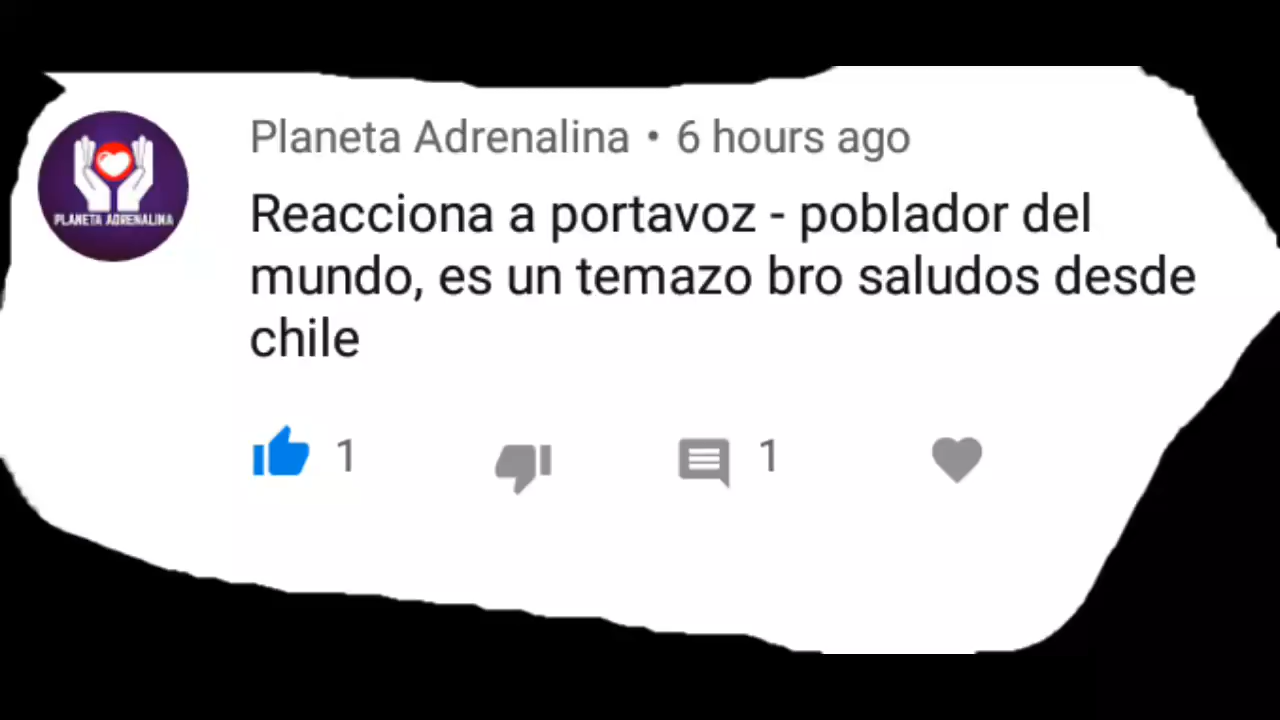 PLANETA ADRENALINA
Planeta Adrenalina • 6 hours ago
Reacciona a portavoz - poblador del
mundo, es un temazo bro saludos desde
chile
1
1